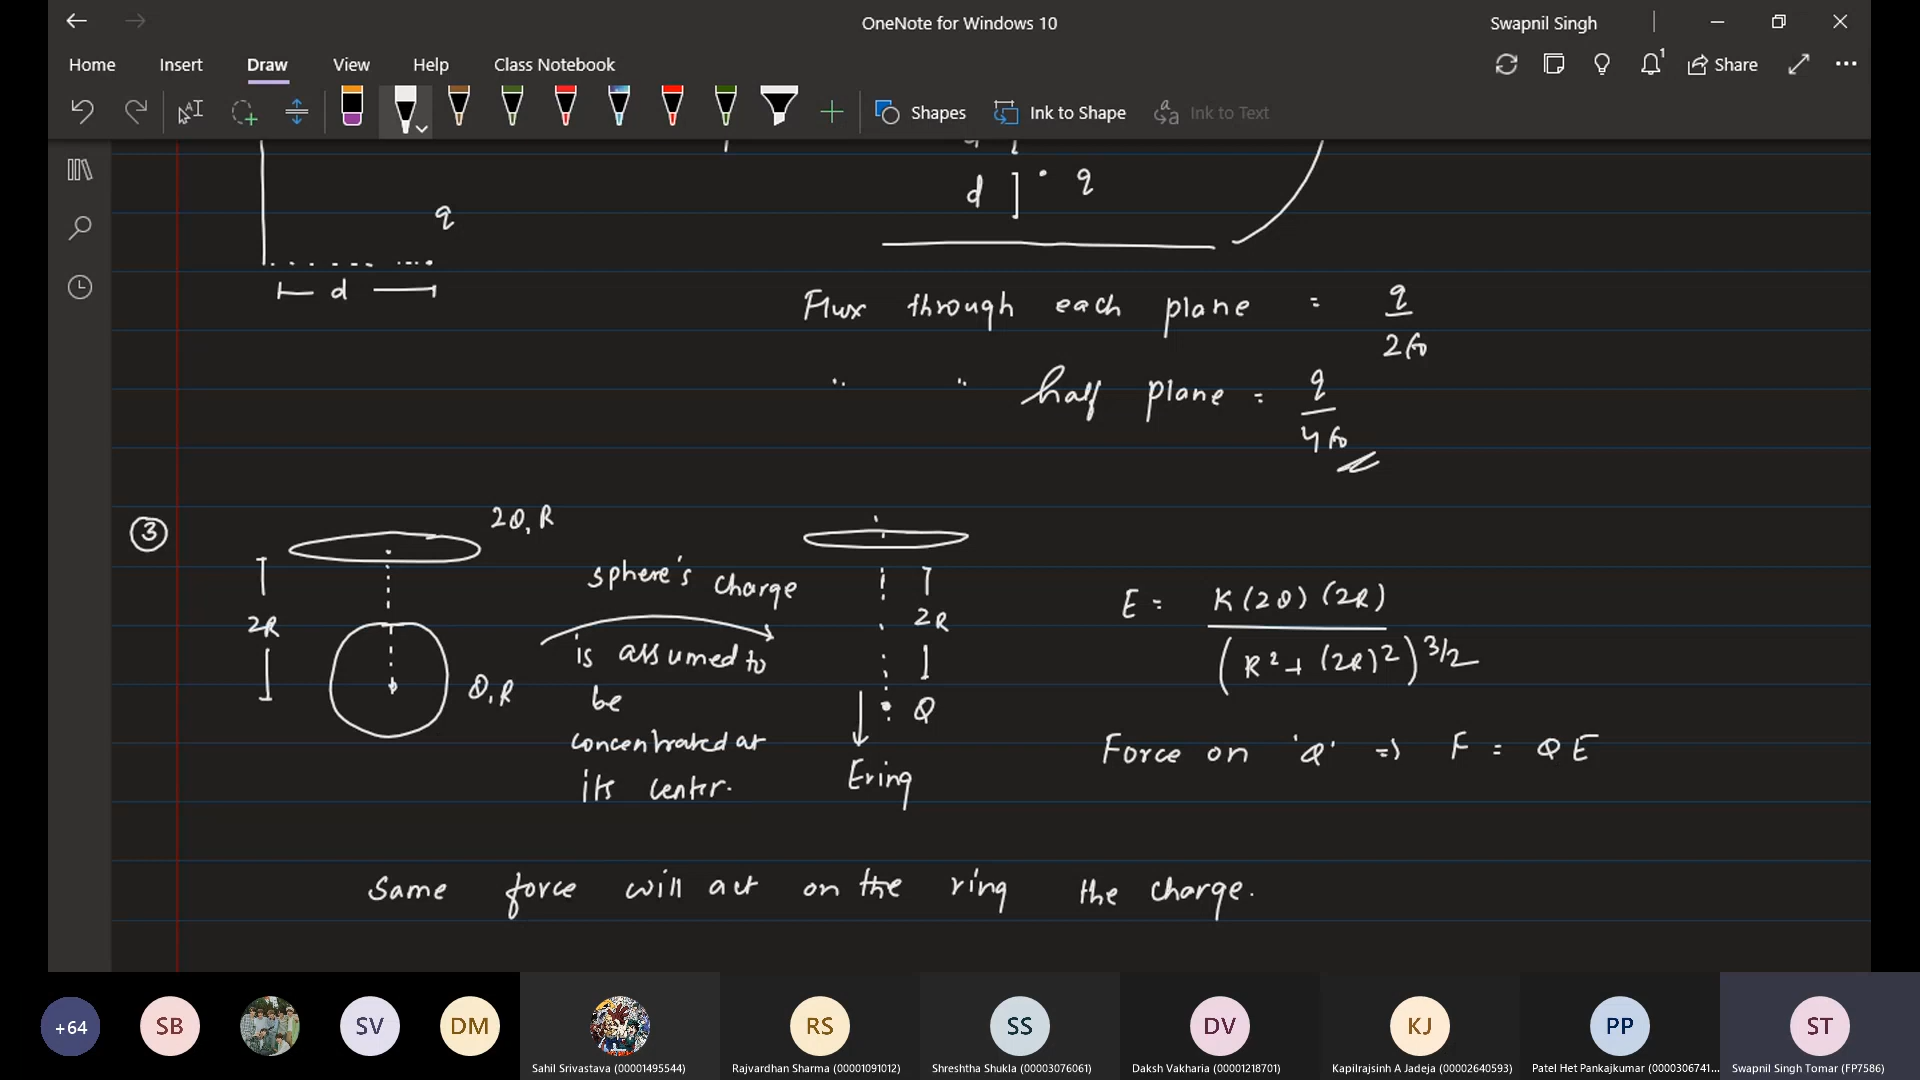 OneNote for Windows 10
Swapnil Singh
Home Insert Draw View Help Class Notebook
1
Share
Shapes
Ink to Shape
Ink to Text
q
d
d
q
Flux through each plane = q/2ε₀
" " half plane = q/4ε₀
③
2Q, R
2R
Q, R
sphere's charge
is assumed to
be
concentrated at
its center.
2R
Q
Ering
E = K(2Q)(2R)/(R² + (2R)²)^3/2
Force on 'Q' => F = QE
Same force will act on the ring the charge.
+64
SB
SV
DM
RS
SS
DV
KJ
PP
ST
Sahil Srivastava (00001495544)
Rajvardhan Sharma (00001091012)
Shreshtha Shukla (00003076061)
Daksh Vakharia (00001218701)
Kapilrajsinh A Jadeja (00002640593)
Patel Het Pankajkumar (0000306741...
Swapnil Singh Tomar (FP7586)